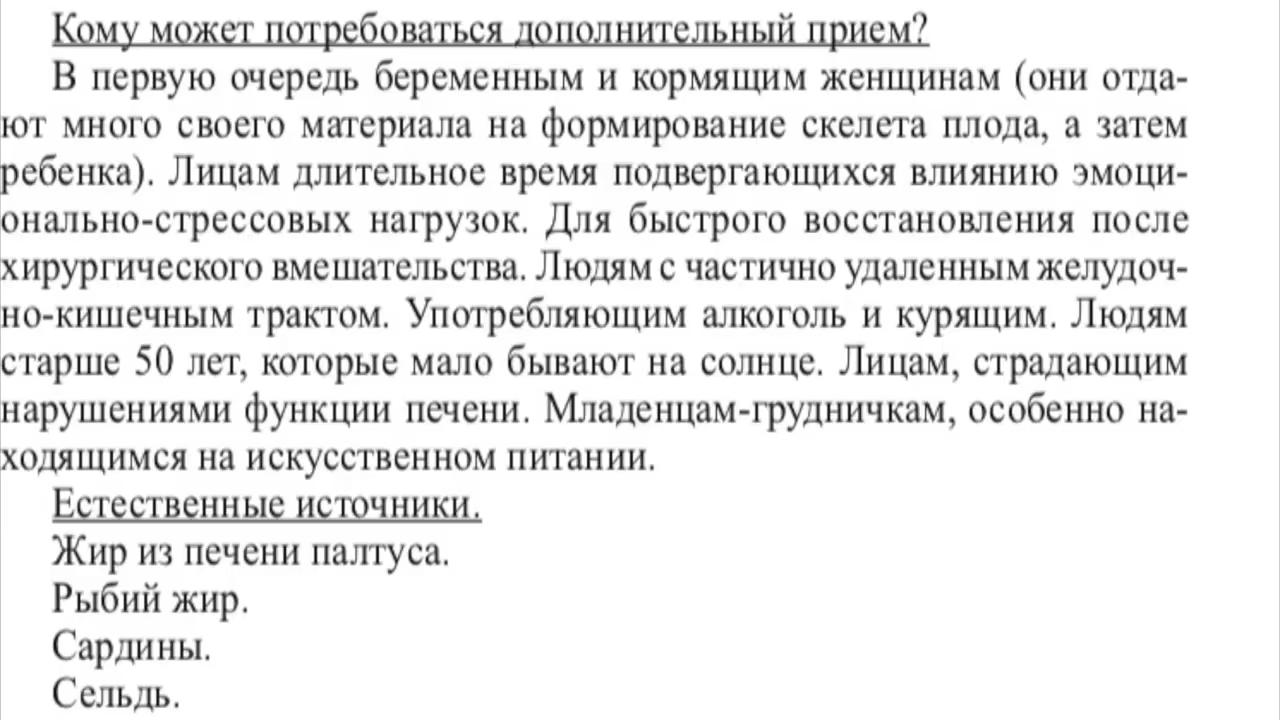 Кому может потребоваться дополнительный прием?
В первую очередь беременным и кормящим женщинам (они отда-
ют много своего материала на формирование скелета плода, а затем
ребенка). Лицам длительное время подвергающихся влиянию эмоци-
онально-стрессовых нагрузок. Для быстрого восстановления после
хирургического вмешательства. Людям с частично удаленным желудоч-
но-кишечным трактом. Употребляющим алкоголь и курящим. Людям
старше 50 лет, которые мало бывают на солнце. Лицам, страдающим
нарушениями функции печени. Младенцам-грудничкам, особенно на-
ходящимся на искусственном питании.
Естественные источники.
Жир из печени палтуса.
Рыбий жир.
Сардины.
Сельдь.